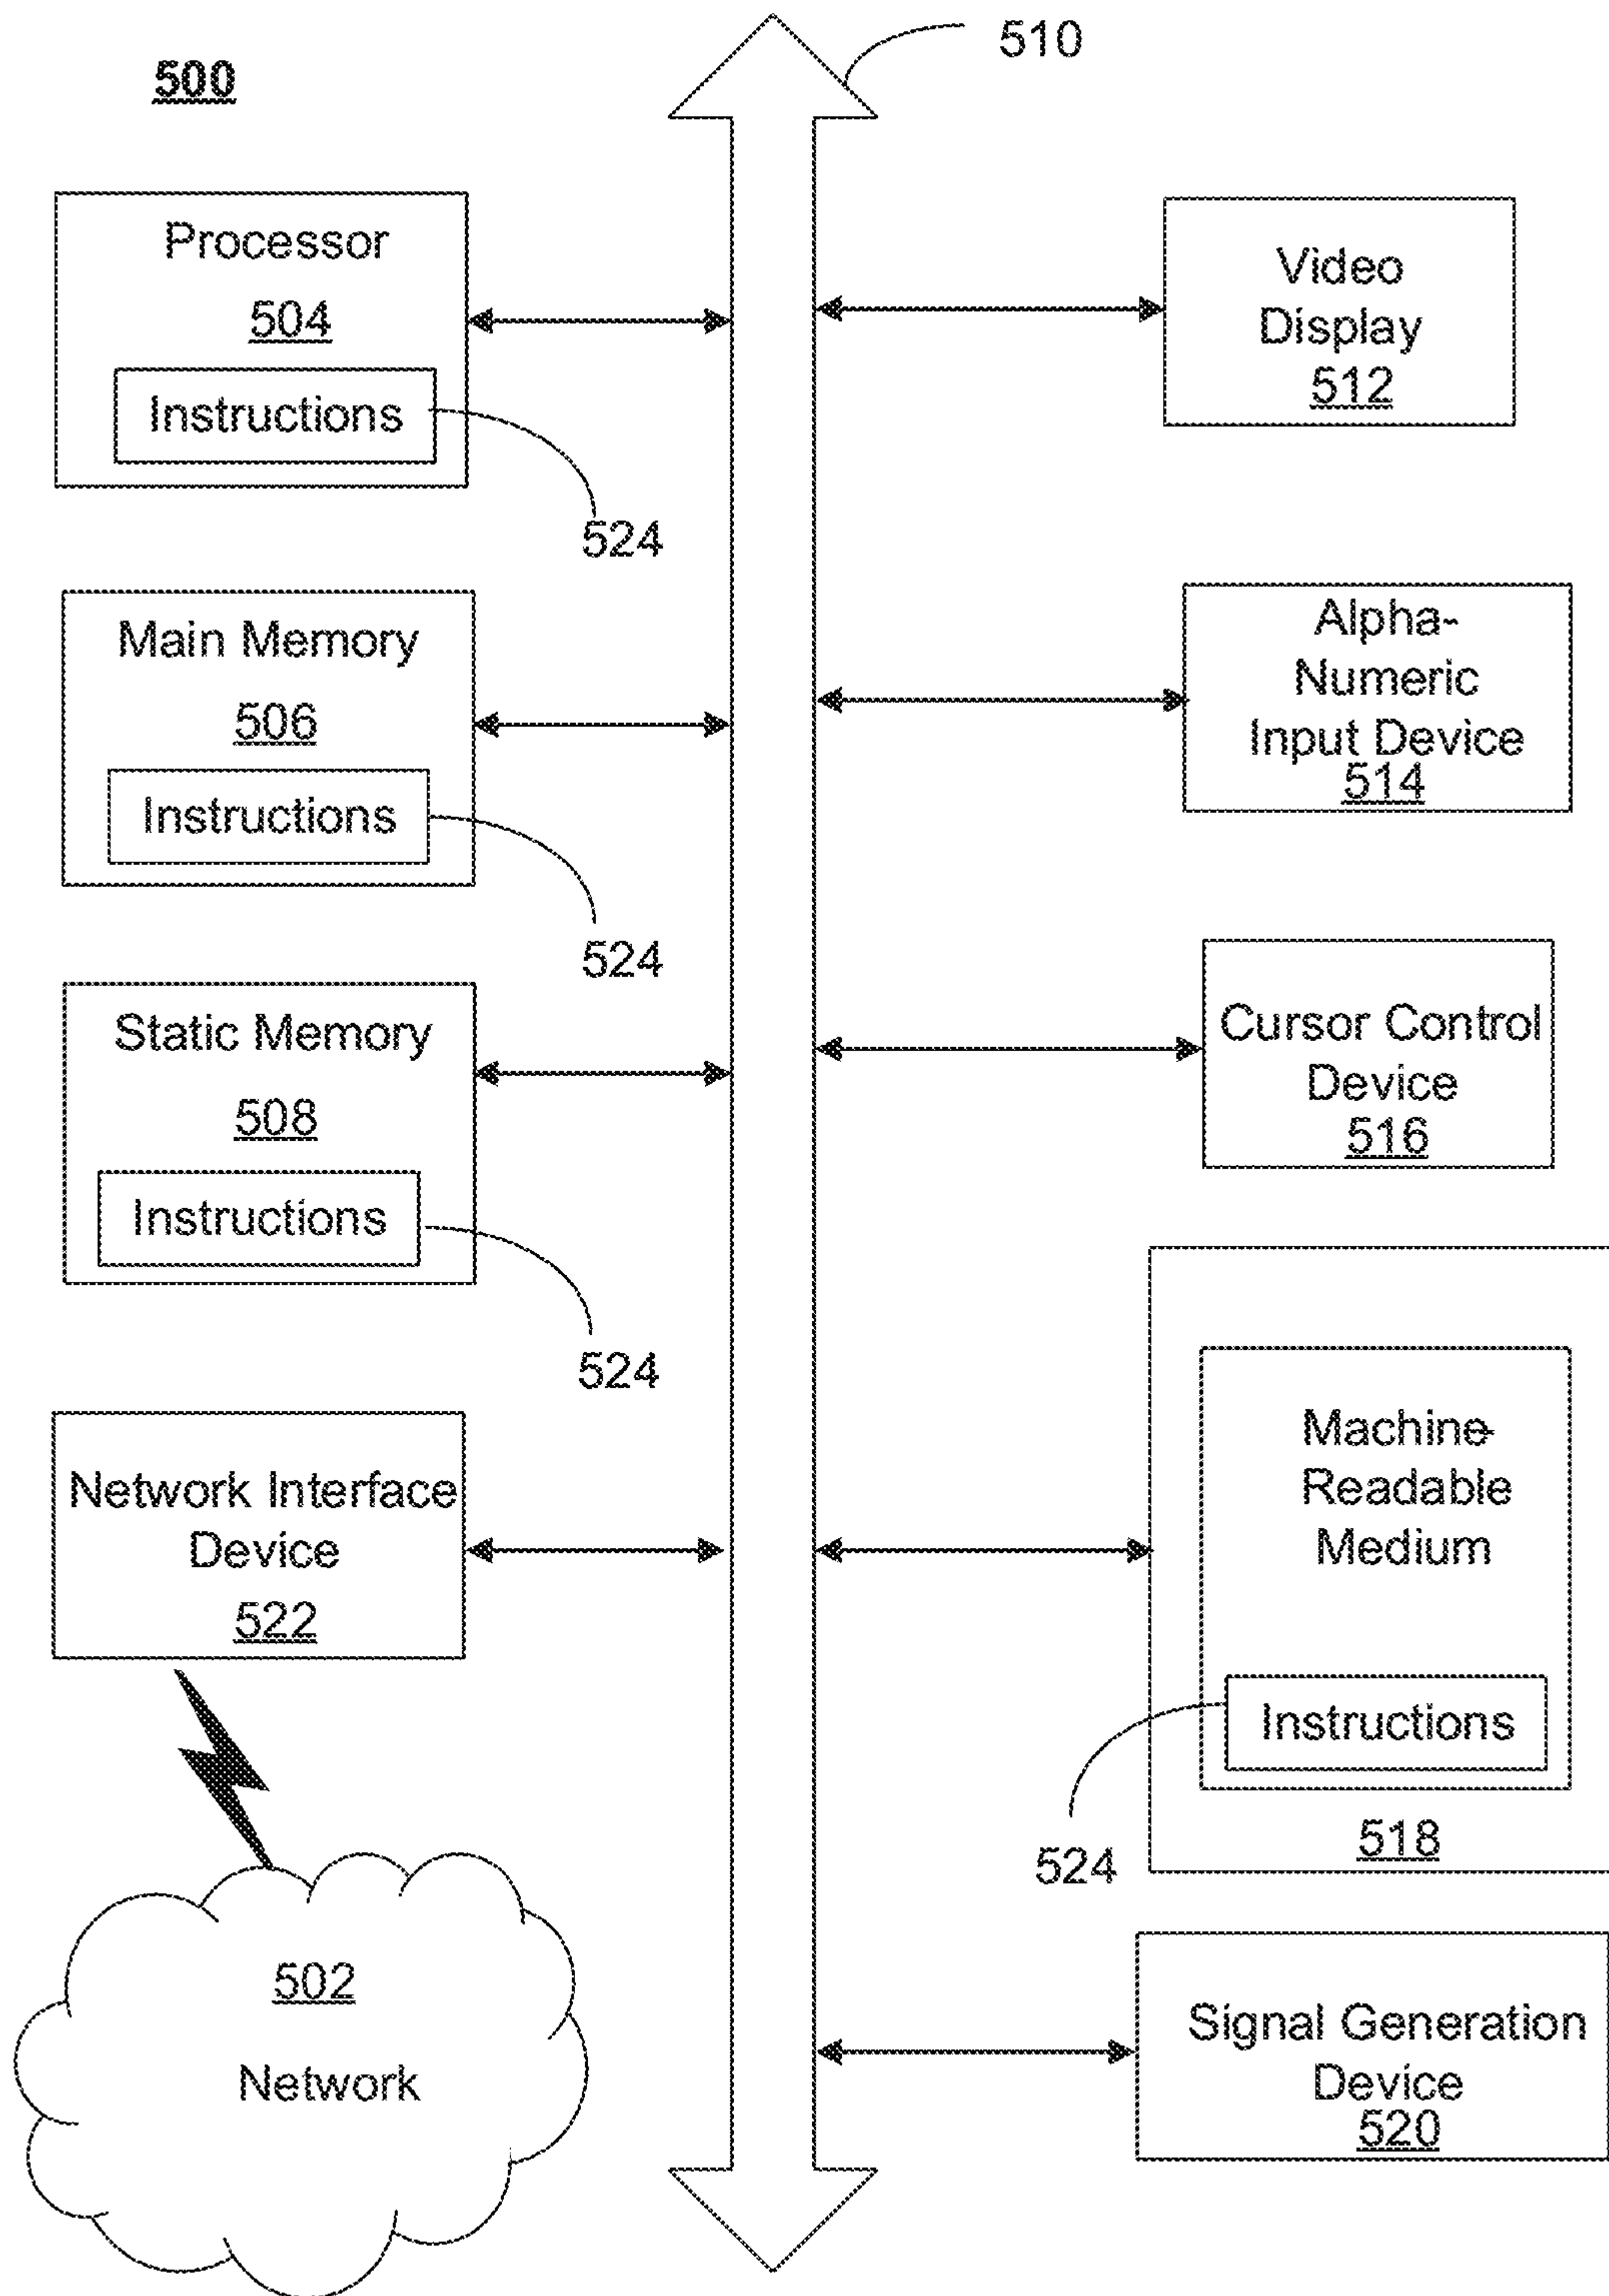 500
510
Processor
504
Instructions
524
Main Memory
506
Instructions
524
Static Memory
508
Instructions
524
Network Interface
Device
522
502
Network
Video
Display
512
Alpha-
Numeric
Input Device
514
Cursor Control
Device
516
Machine-
Readable
Medium
Instructions
524
518
Signal Generation
Device
520